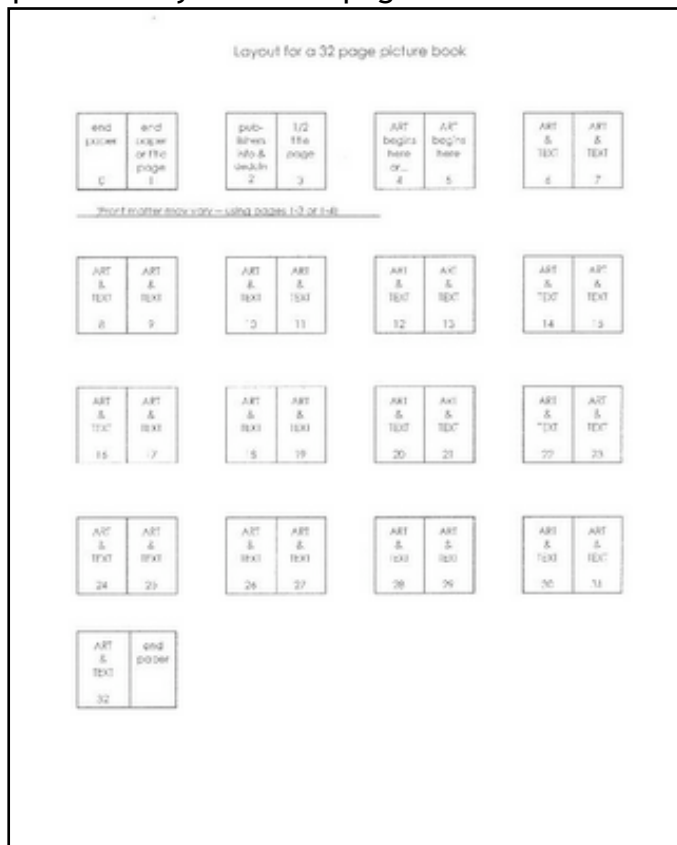 Layout for a 32 page picture book
end
paper
0
end
paper
or title
page
1
pub-
lishers
info &
2
1/2
title
page
3
ART
begins
here
or...
4
ART
begins
here
5
ART
&
TEXT
6
ART
&
TEXT
7
(Front matter may vary – using pages 1-3 or 1-4)
ART
&
TEXT
8
ART
&
TEXT
9
ART
&
TEXT
10
ART
&
TEXT
11
ART
&
TEXT
12
ART
&
TEXT
13
ART
&
TEXT
14
ART
&
TEXT
15
ART
&
TEXT
16
ART
&
TEXT
17
ART
&
TEXT
18
ART
&
TEXT
19
ART
&
TEXT
20
ART
&
TEXT
21
ART
&
TEXT
22
ART
&
TEXT
23
ART
&
TEXT
24
ART
&
TEXT
25
ART
&
TEXT
26
ART
&
TEXT
27
ART
&
TEXT
28
ART
&
TEXT
29
ART
&
TEXT
30
ART
&
TEXT
31
ART
&
TEXT
32
end
paper